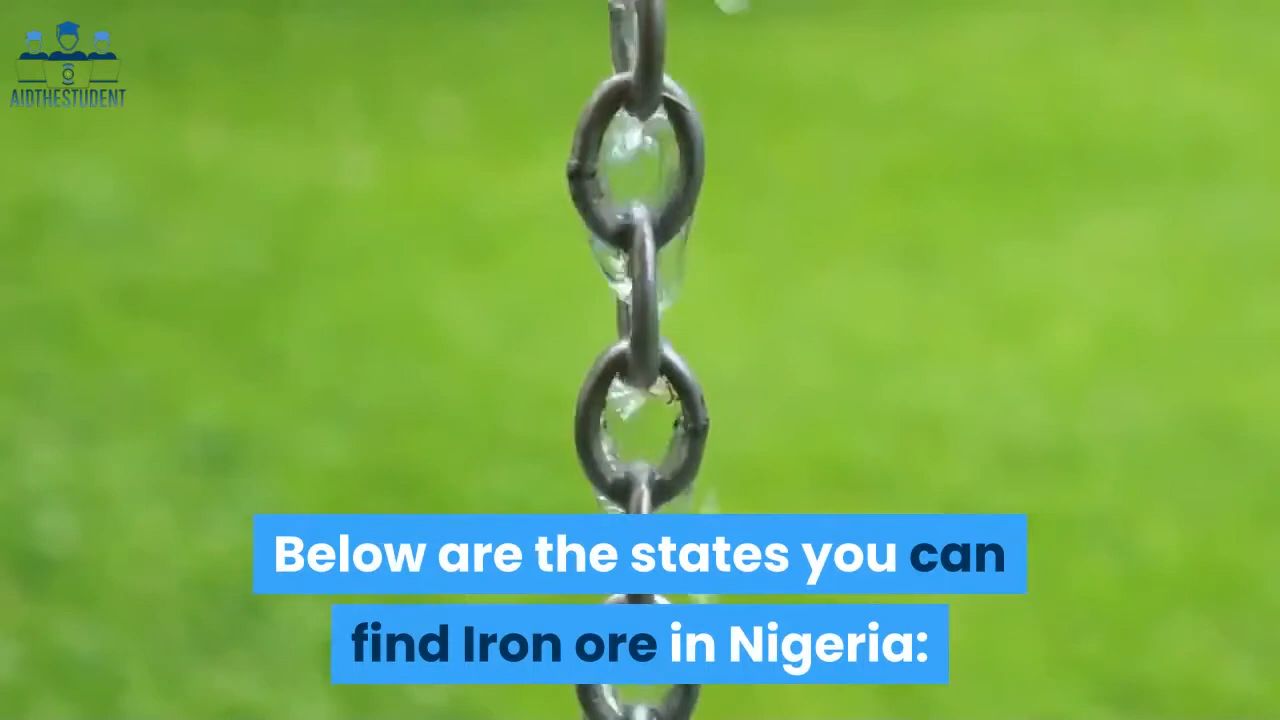 AIDTHESTUDENT
Below are the states you can
find Iron ore in Nigeria: